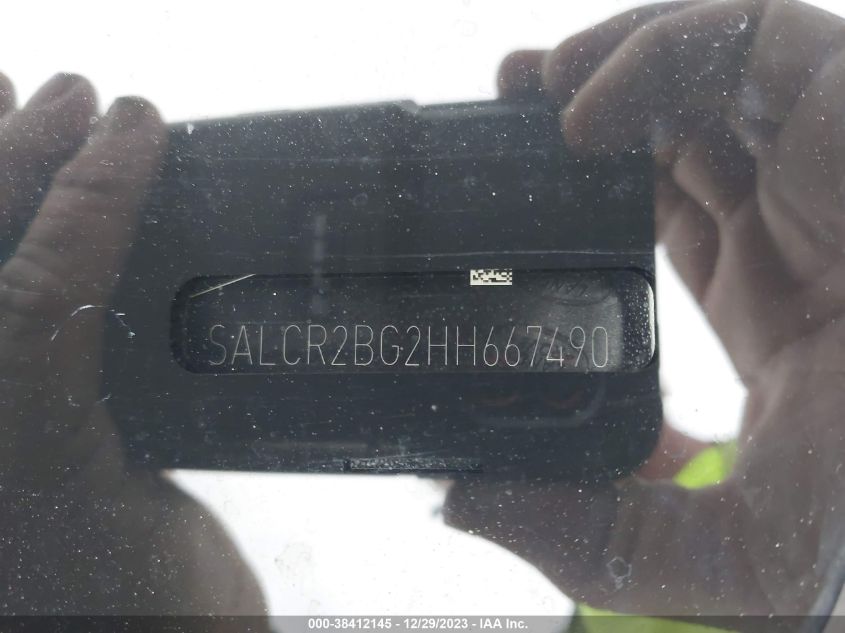 SALCR2BG2HH667490
000-38412145 - 12/29/2023 - IAA Inc.